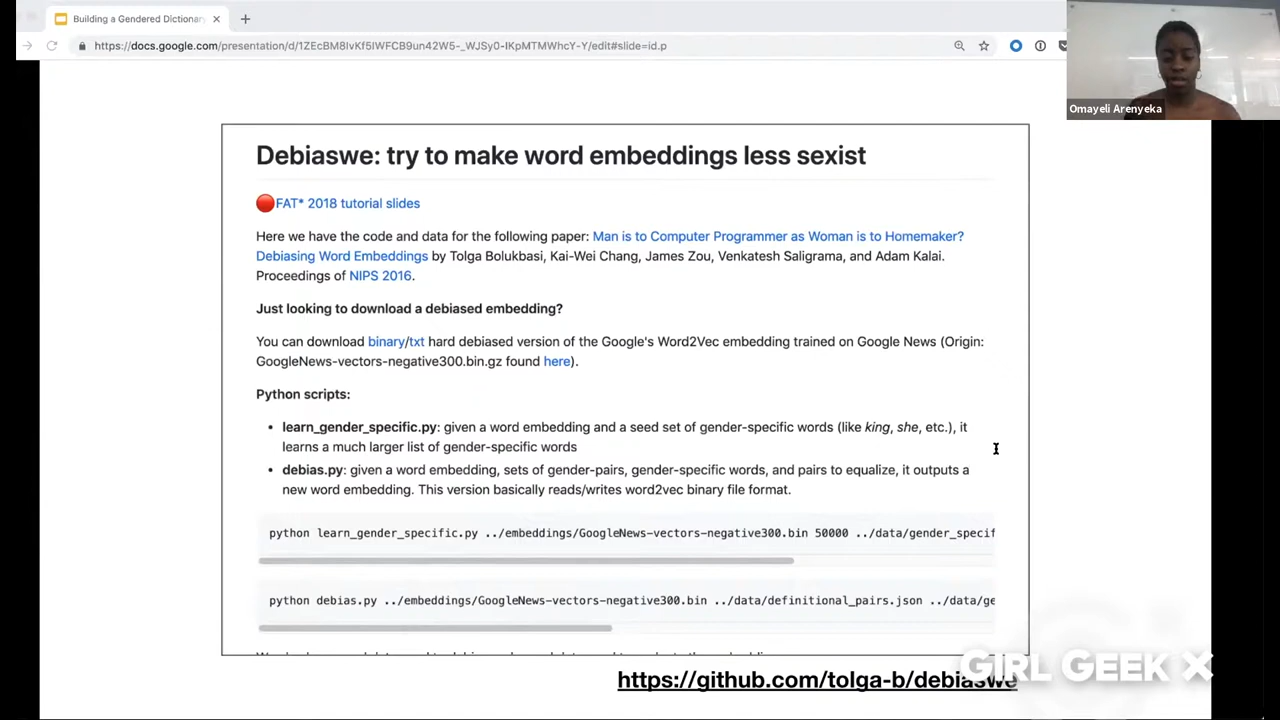 Building a Gendered Dictionary
https://docs.google.com/presentation/d/1ZEcBM8IvKf5IWFCB9un42W5-_WJSy0-IKpMTMWhcY-Y/edit#slide=id.p
Omayeli Arenyeka
Debiaswe: try to make word embeddings less sexist
FAT* 2018 tutorial slides
Here we have the code and data for the following paper: Man is to Computer Programmer as Woman is to Homemaker?
Debiasing Word Embeddings by Tolga Bolukbasi, Kai-Wei Chang, James Zou, Venkatesh Saligrama, and Adam Kalai.
Proceedings of NIPS 2016.
Just looking to download a debiased embedding?
You can download binary/txt hard debiased version of the Google's Word2Vec embedding trained on Google News (Origin:
GoogleNews-vectors-negative300.bin.gz found here).
Python scripts:
• learn_gender_specific.py: given a word embedding and a seed set of gender-specific words (like king, she, etc.), it
learns a much larger list of gender-specific words
• debias.py: given a word embedding, sets of gender-pairs, gender-specific words, and pairs to equalize, it outputs a
new word embedding. This version basically reads/writes word2vec binary file format.
python learn_gender_specific.py ../embeddings/GoogleNews-vectors-negative300.bin 50000 ../data/gender_specif
python debias.py ../embeddings/GoogleNews-vectors-negative300.bin ../data/definitional_pairs.json ../data/ge
https://github.com/tolga-b/debiaswe
GIRL GEEK X